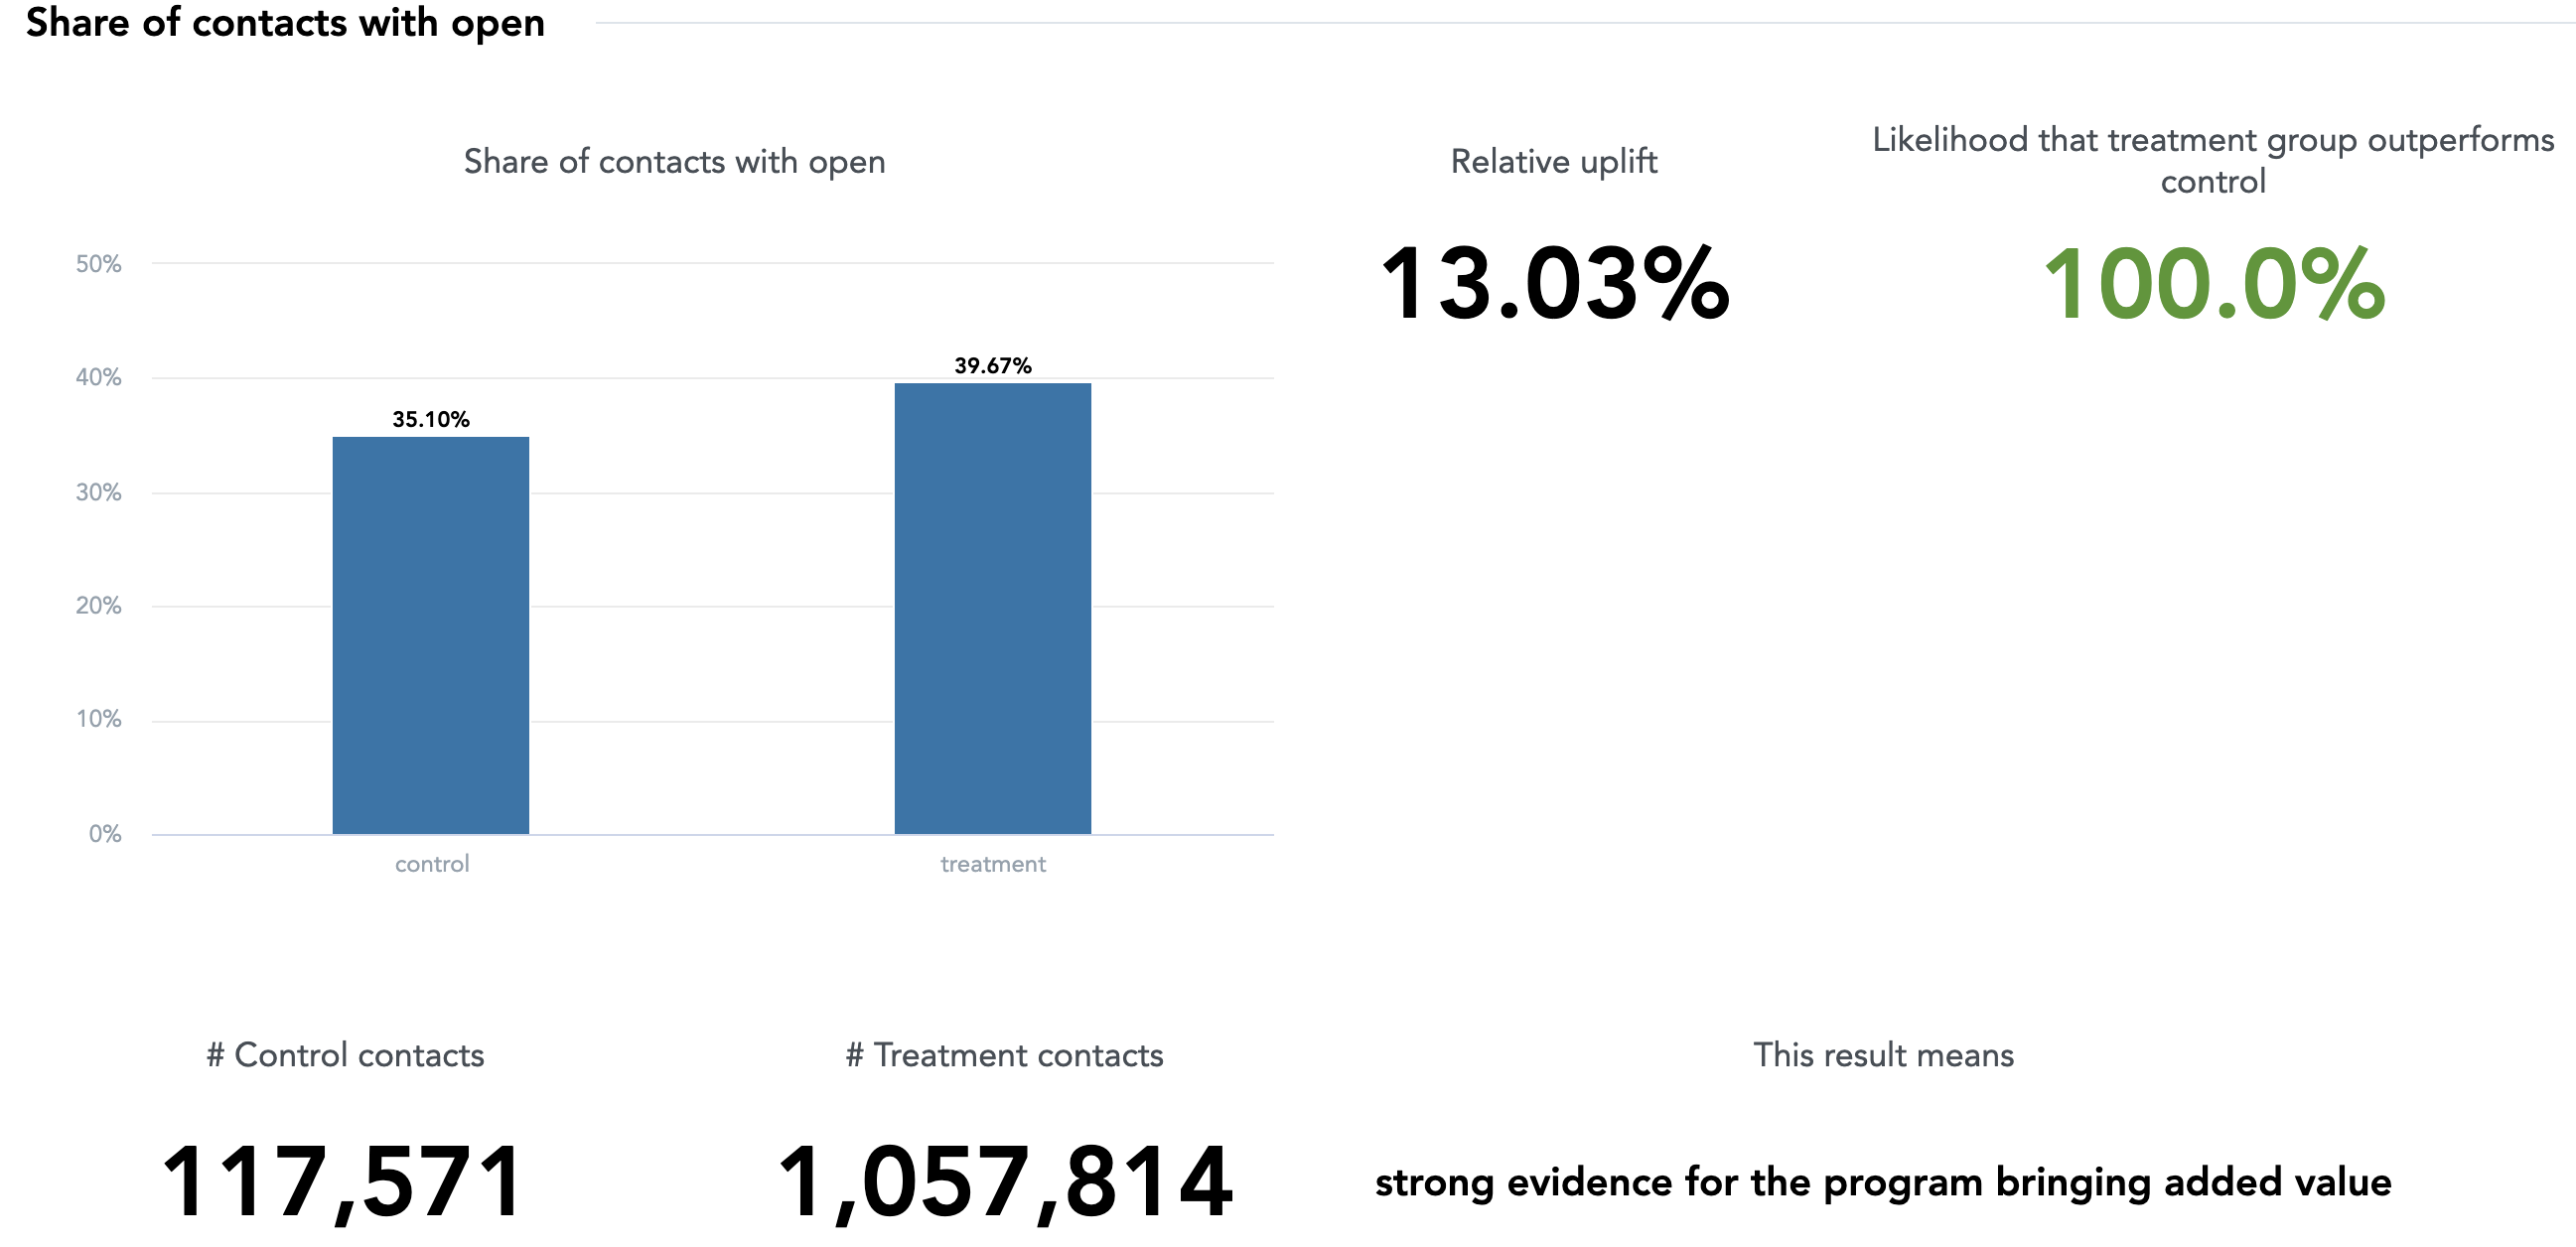 Share of contacts with open
Share of contacts with open
50%
40%
30%
20%
10%
0%
35.10%
39.67%
control
treatment
Relative uplift
13.03%
Likelihood that treatment group outperforms
control
100.0%
# Control contacts
117,571
# Treatment contacts
1,057,814
This result means
strong evidence for the program bringing added value